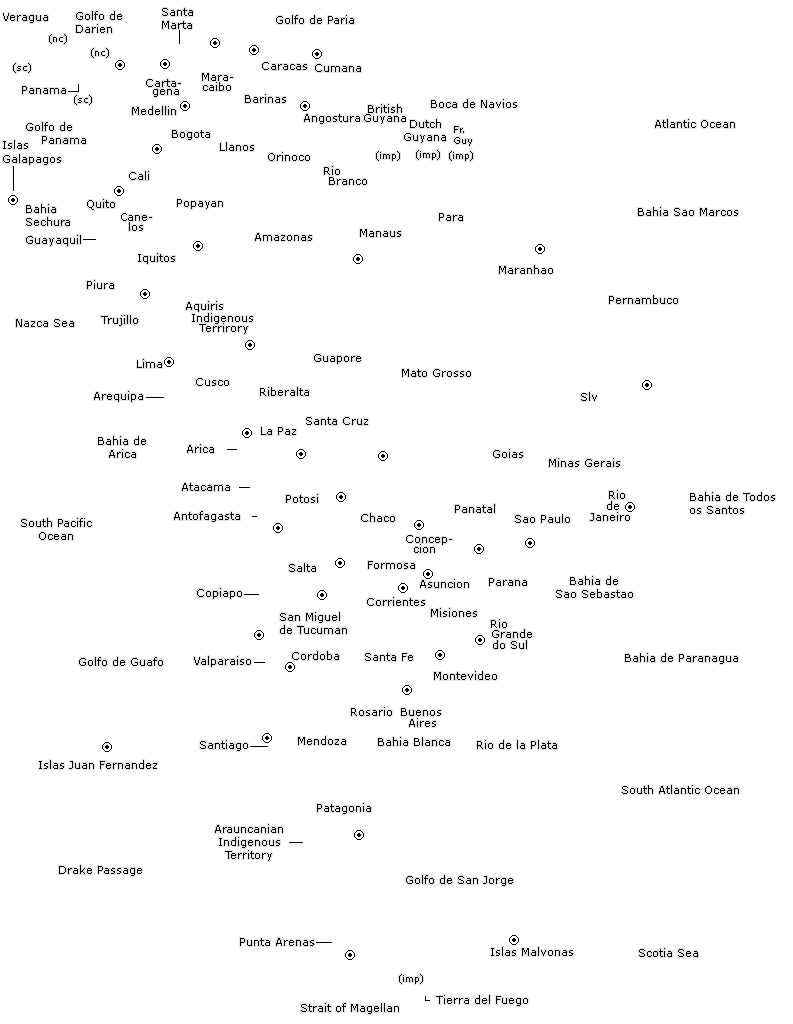 Veragua
Golfo de
Darien
Santa
Marta
Golfo de Paria
(nc)
(nc)
(sc)
Caracas
Cumana
Panama
(sc)
Carta-
gena
Mara-
caibo
Medellin
Barinas
Angostura
British
Guyana
Boca de Navios
Golfo de
Panama
Bogota
Dutch
Guyana
Fr.
Guy
Atlantic Ocean
Islas
Galapagos
Llanos
Orinoco
(imp)
(imp)
(imp)
Cali
Rio
Branco
Bahia
Sechura
Quito
Cane-
los
Popayan
Para
Bahia Sao Marcos
Guayaquil
Amazonas
Manaus
Iquitos
Maranhao
Piura
Pernambuco
Nazca Sea
Trujillo
Aquiris
Indigenous
Terrirory
Lima
Guapore
Mato Grosso
Cusco
Riberalta
Arequipa
Slv
Bahia de
Arica
Arica
La Paz
Santa Cruz
Goias
Minas Gerais
Atacama
Potosi
Panatal
Rio
de
Janeiro
Bahia de Todos
os Santos
South Pacific
Ocean
Antofagasta
Chaco
Sao Paulo
Concep-
cion
Salta
Formosa
Asuncion
Parana
Bahia de
Sao Sebastao
Copiapo
Corrientes
Misiones
San Miguel
de Tucuman
Rio
Grande
do Sul
Golfo de Guafo
Valparaiso
Cordoba
Santa Fe
Bahia de Paranagua
Montevideo
Rosario
Buenos
Aires
Santiago
Mendoza
Bahia Blanca
Rio de la Plata
Islas Juan Fernandez
South Atlantic Ocean
Patagonia
Arauncanian
Indigenous
Territory
Drake Passage
Golfo de San Jorge
Punta Arenas
Islas Malvonas
Scotia Sea
(imp)
Strait of Magellan
Tierra del Fuego